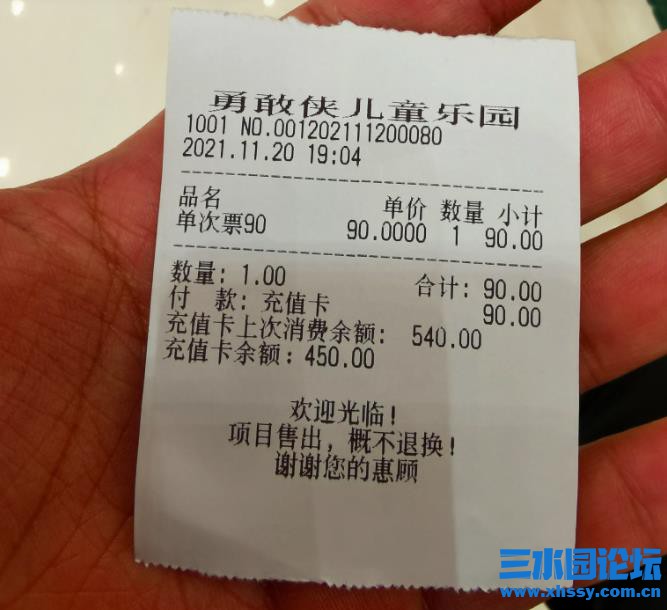 勇敢侠儿童乐园
1001 NO.001202111200080
2021.11.20 19:04
品名 单价 数量 小计
单次票90 90.0000 1 90.00
数量: 1.00 合计: 90.00
付 款: 充值卡 90.00
充值卡上次消费余额: 540.00
充值卡余额: 450.00
欢迎光临!
项目售出, 概不退换!
谢谢您的惠顾
三水园论坛
www.xhssy.com.cn